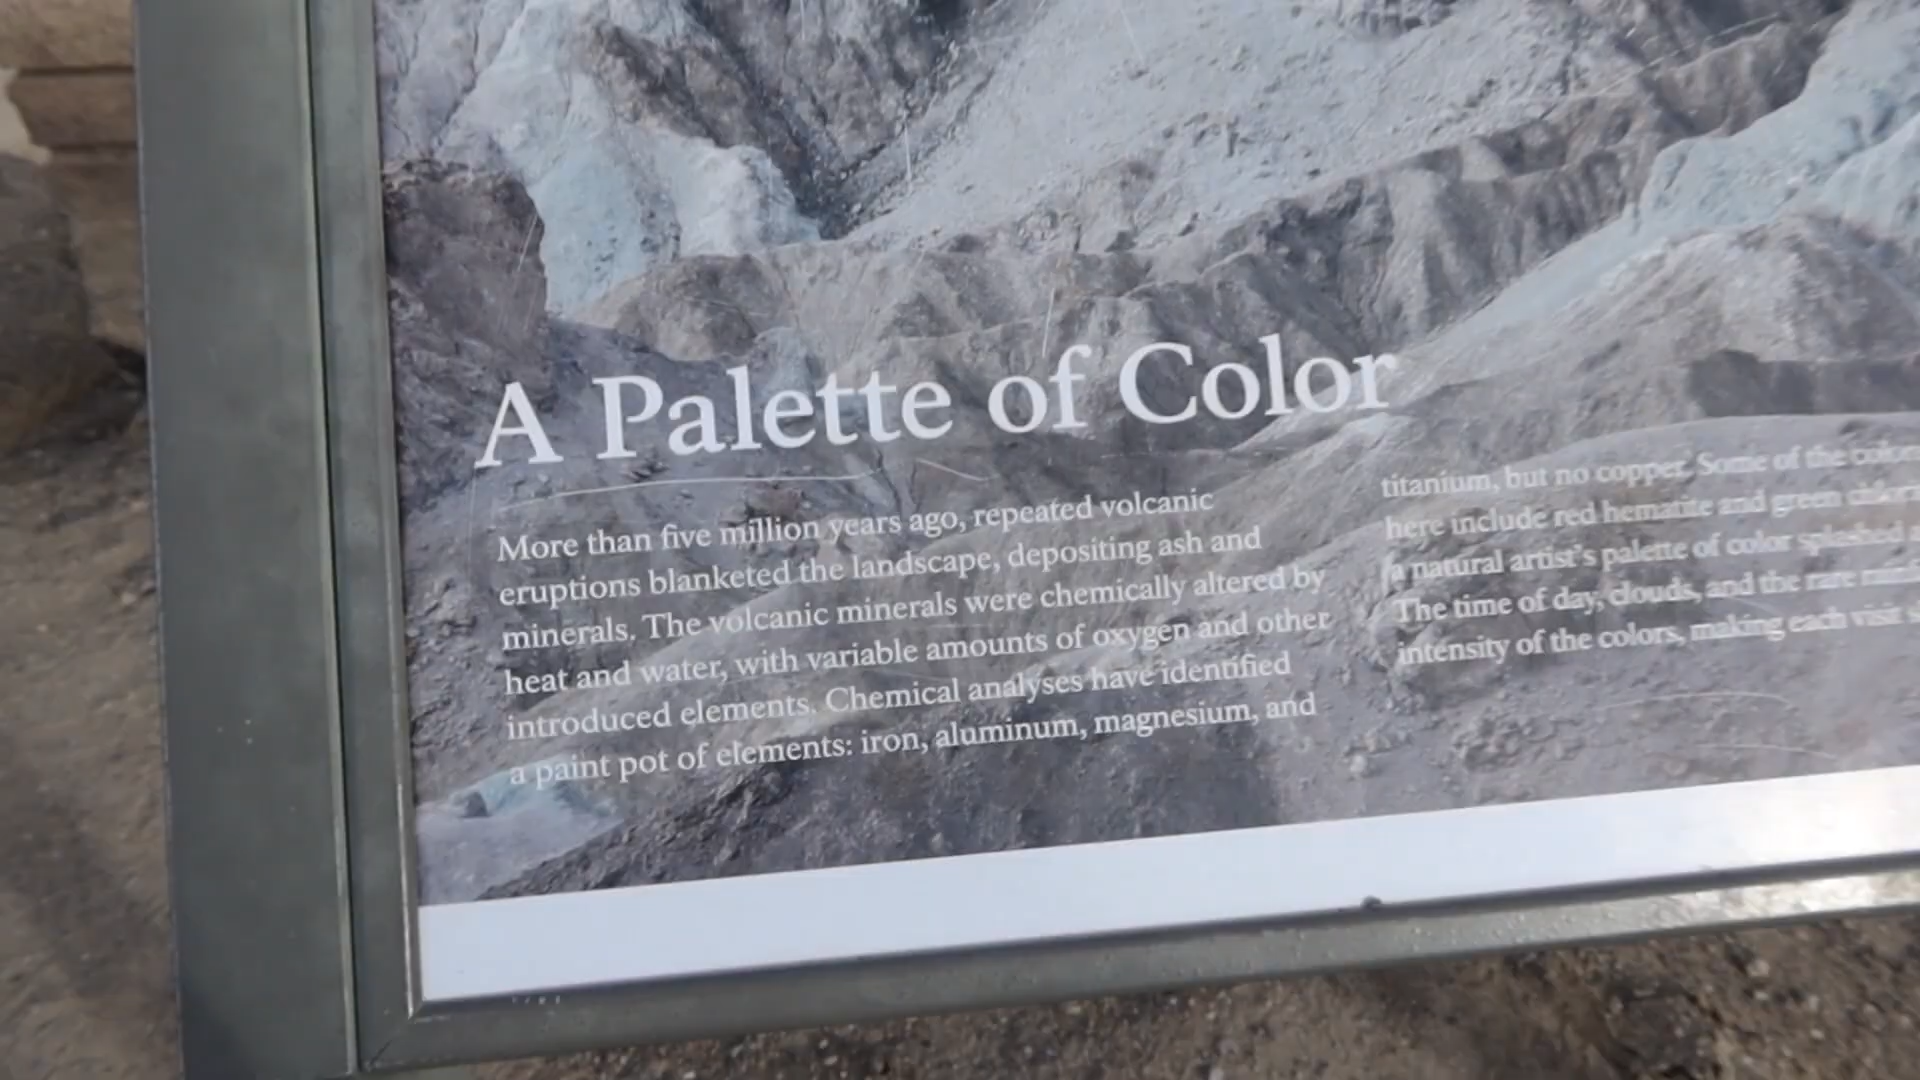 A Palette of Color
More than five million years ago, repeated volcanic
eruptions blanketed the landscape, depositing ash and
minerals. The volcanic minerals were chemically altered by
heat and water, with variable amounts of oxygen and other
introduced elements. Chemical analyses have identified
a paint pot of elements: iron, aluminum, magnesium, and
titanium, but no copper. Some of the
here include red hematite and green
a natural artist's palette of color splashed
The time of day, clouds, and the rare
intensity of the colors, making each visit